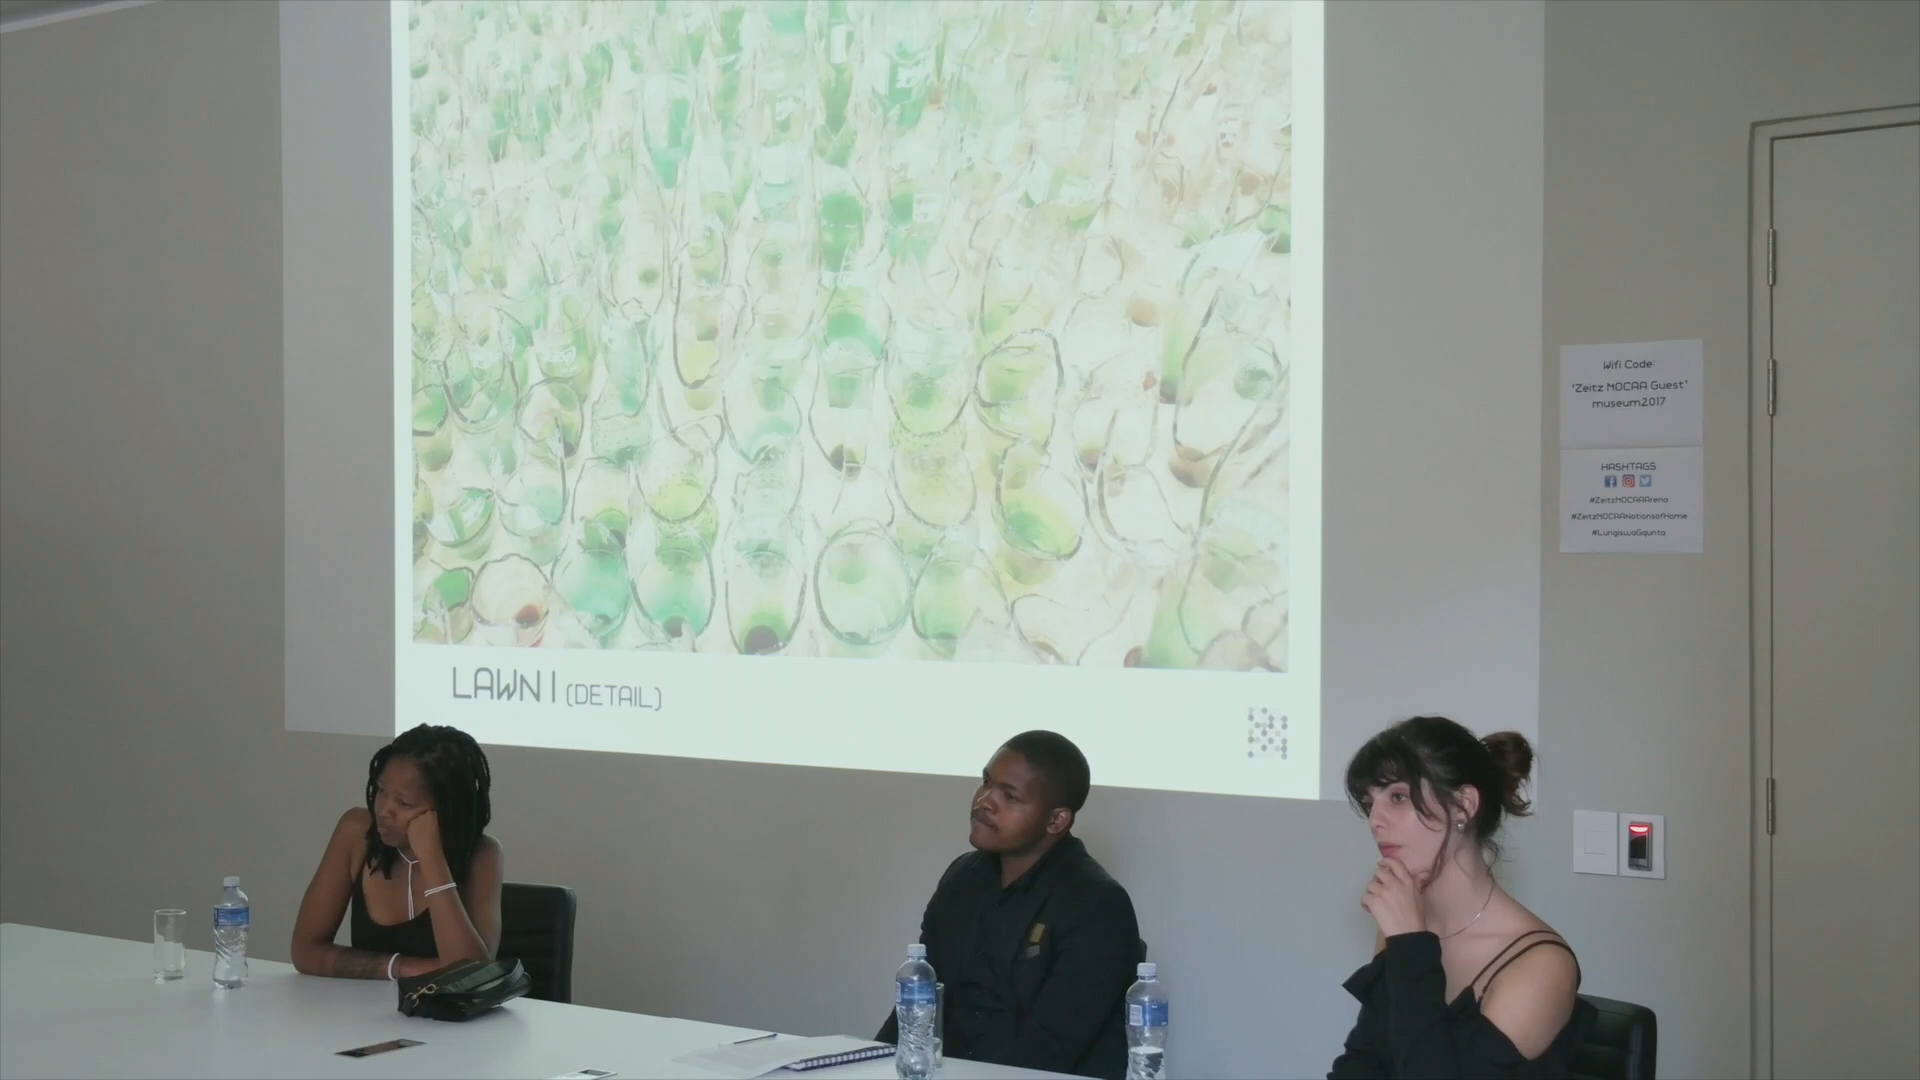 LAWN I (DETAIL)
Wifi Code:
'Zeitz MOCAA Guest'
museum2017
HASHTAGS
#ZeitzMOCAAArena
#ZeitzMOCAANotionsofHome
#LungiswaGqunta